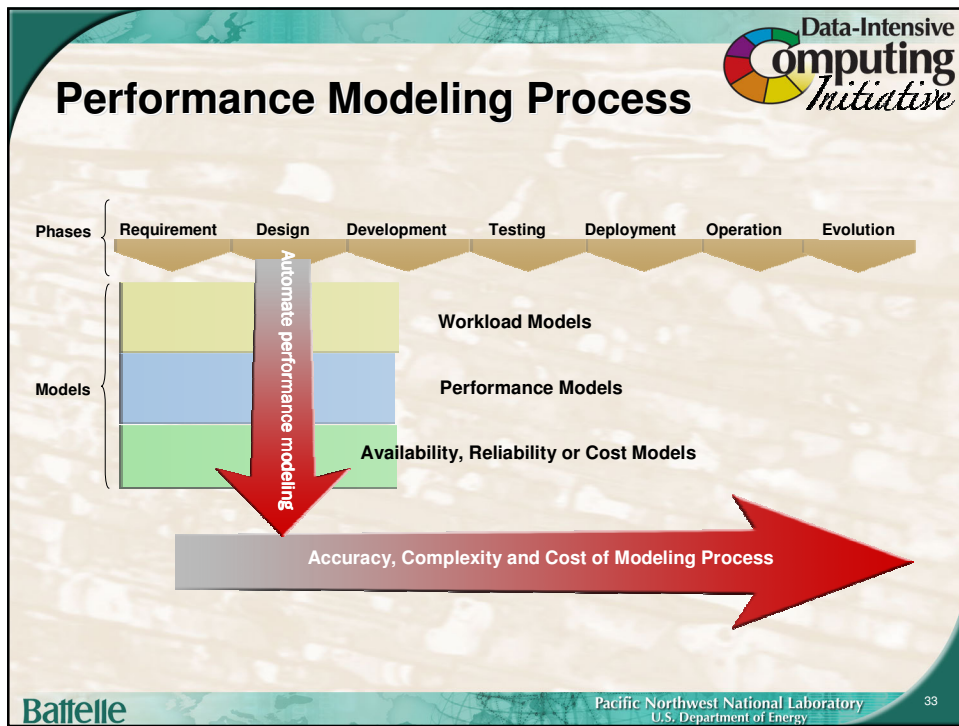 Data-Intensive
Computing
Initiative
Performance Modeling Process
Phases
Requirement Design Development Testing Deployment Operation Evolution
Automate performance modeling
Models
Workload Models
Performance Models
Availability, Reliability or Cost Models
Accuracy, Complexity and Cost of Modeling Process
Battelle
Pacific Northwest National Laboratory
U.S. Department of Energy
33